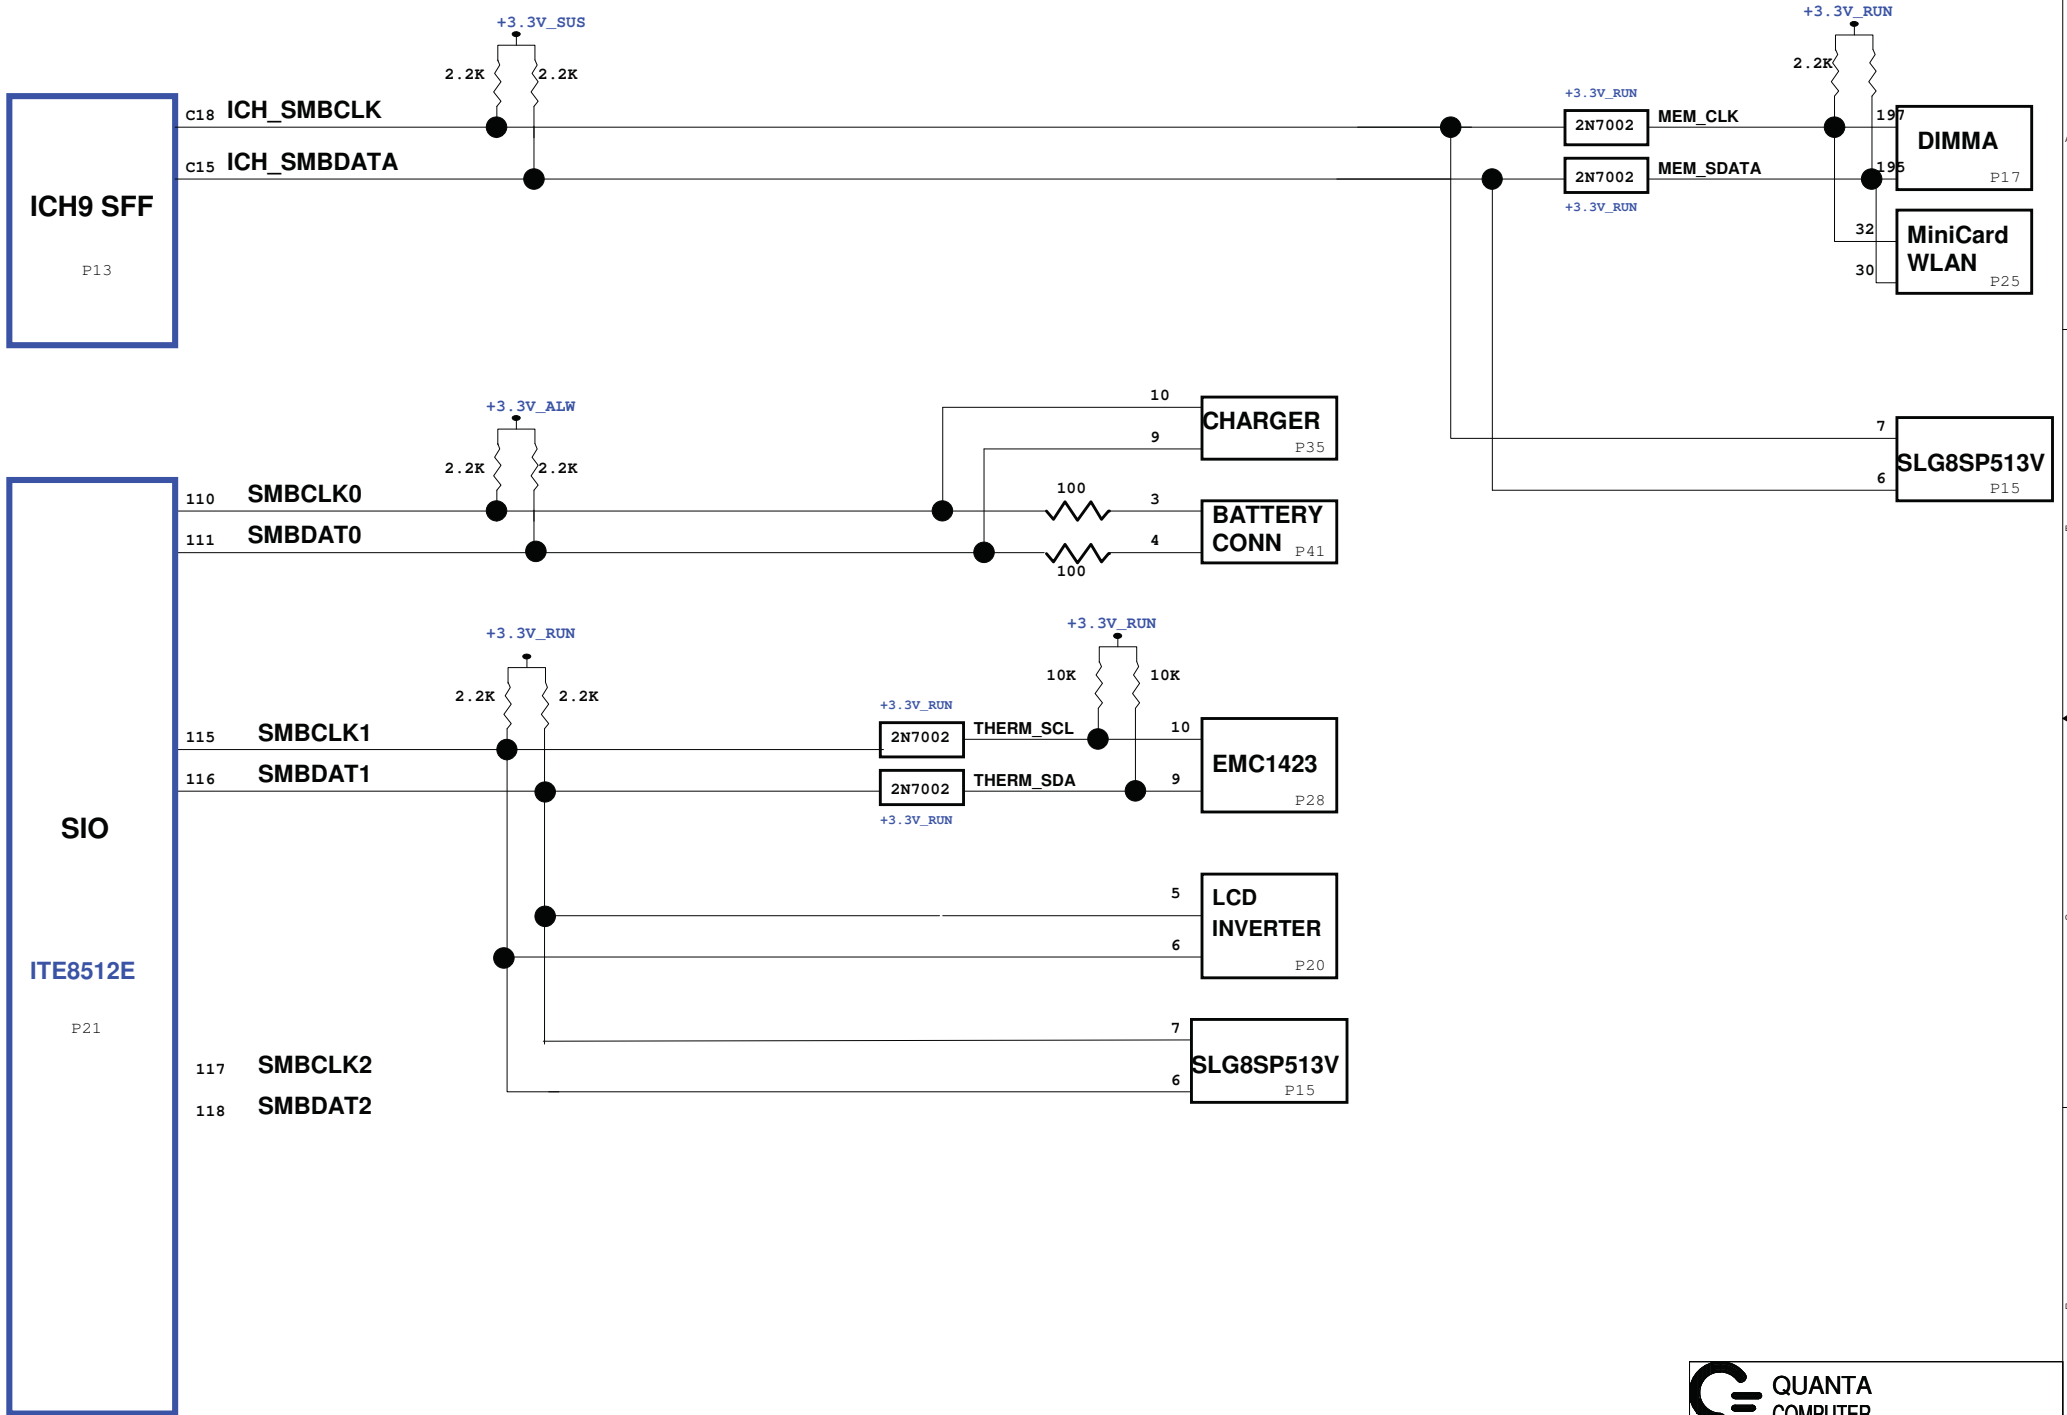 +3.3V_SUS
+3.3V_RUN
2.2K
2.2K
2.2K
+3.3V_RUN
C18 ICH_SMBCLK
2N7002
MEM_CLK
197
DIMMA
C15 ICH_SMBDATA
2N7002
MEM_SDATA
195
P17
+3.3V_RUN
ICH9 SFF
P13
32
MiniCard
WLAN
30
P25
+3.3V_ALW
10
CHARGER
9
P35
7
SLG8SP513V
6
P15
2.2K
2.2K
110
SMBCLK0
100
3
BATTERY
CONN
P41
111
SMBDAT0
4
100
+3.3V_RUN
+3.3V_RUN
10K
10K
2.2K
2.2K
+3.3V_RUN
115
SMBCLK1
2N7002
THERM_SCL
10
EMC1423
116
SMBDAT1
2N7002
THERM_SDA
9
P28
+3.3V_RUN
SIO
5
LCD
INVERTER
6
P20
ITE8512E
P21
7
SLG8SP513V
6
P15
117
SMBCLK2
118
SMBDAT2
QUANTA
COMPUTER